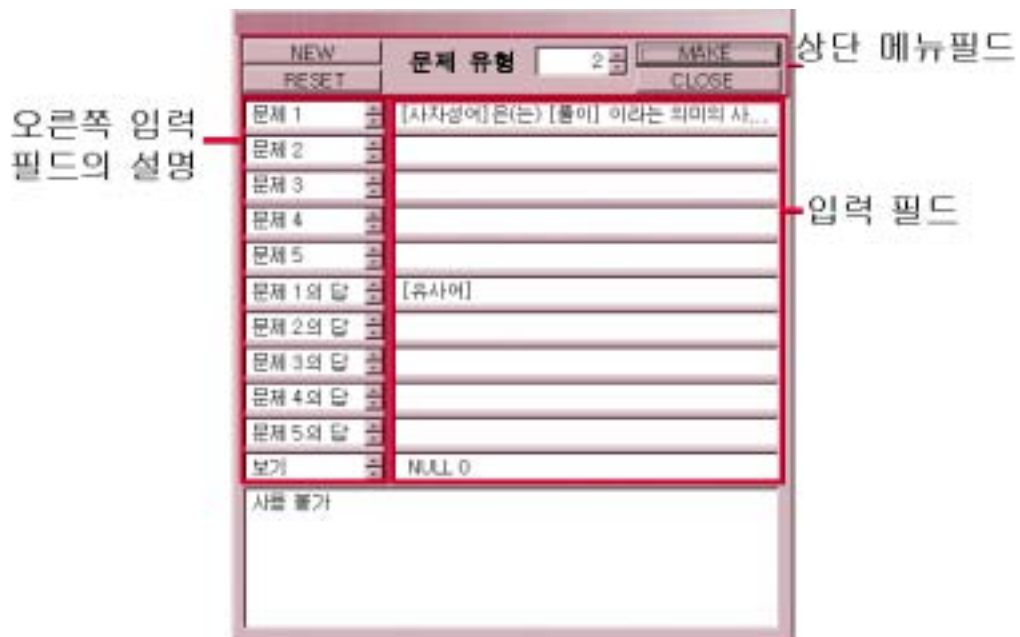 NEW
문제 유형 2
MAKE
상단 메뉴필드
RESET
CLOSE
오른쪽 입력
필드의 설명
문제 1 [사자성어]은(는) [풀이] 이라는 의미의 사...
문제 2
문제 3
문제 4
입력 필드
문제 5
문제 1의 답 [유사어]
문제 2의 답
문제 3의 답
문제 4의 답
문제 5의 답
보기 NULL 0
사용 불가